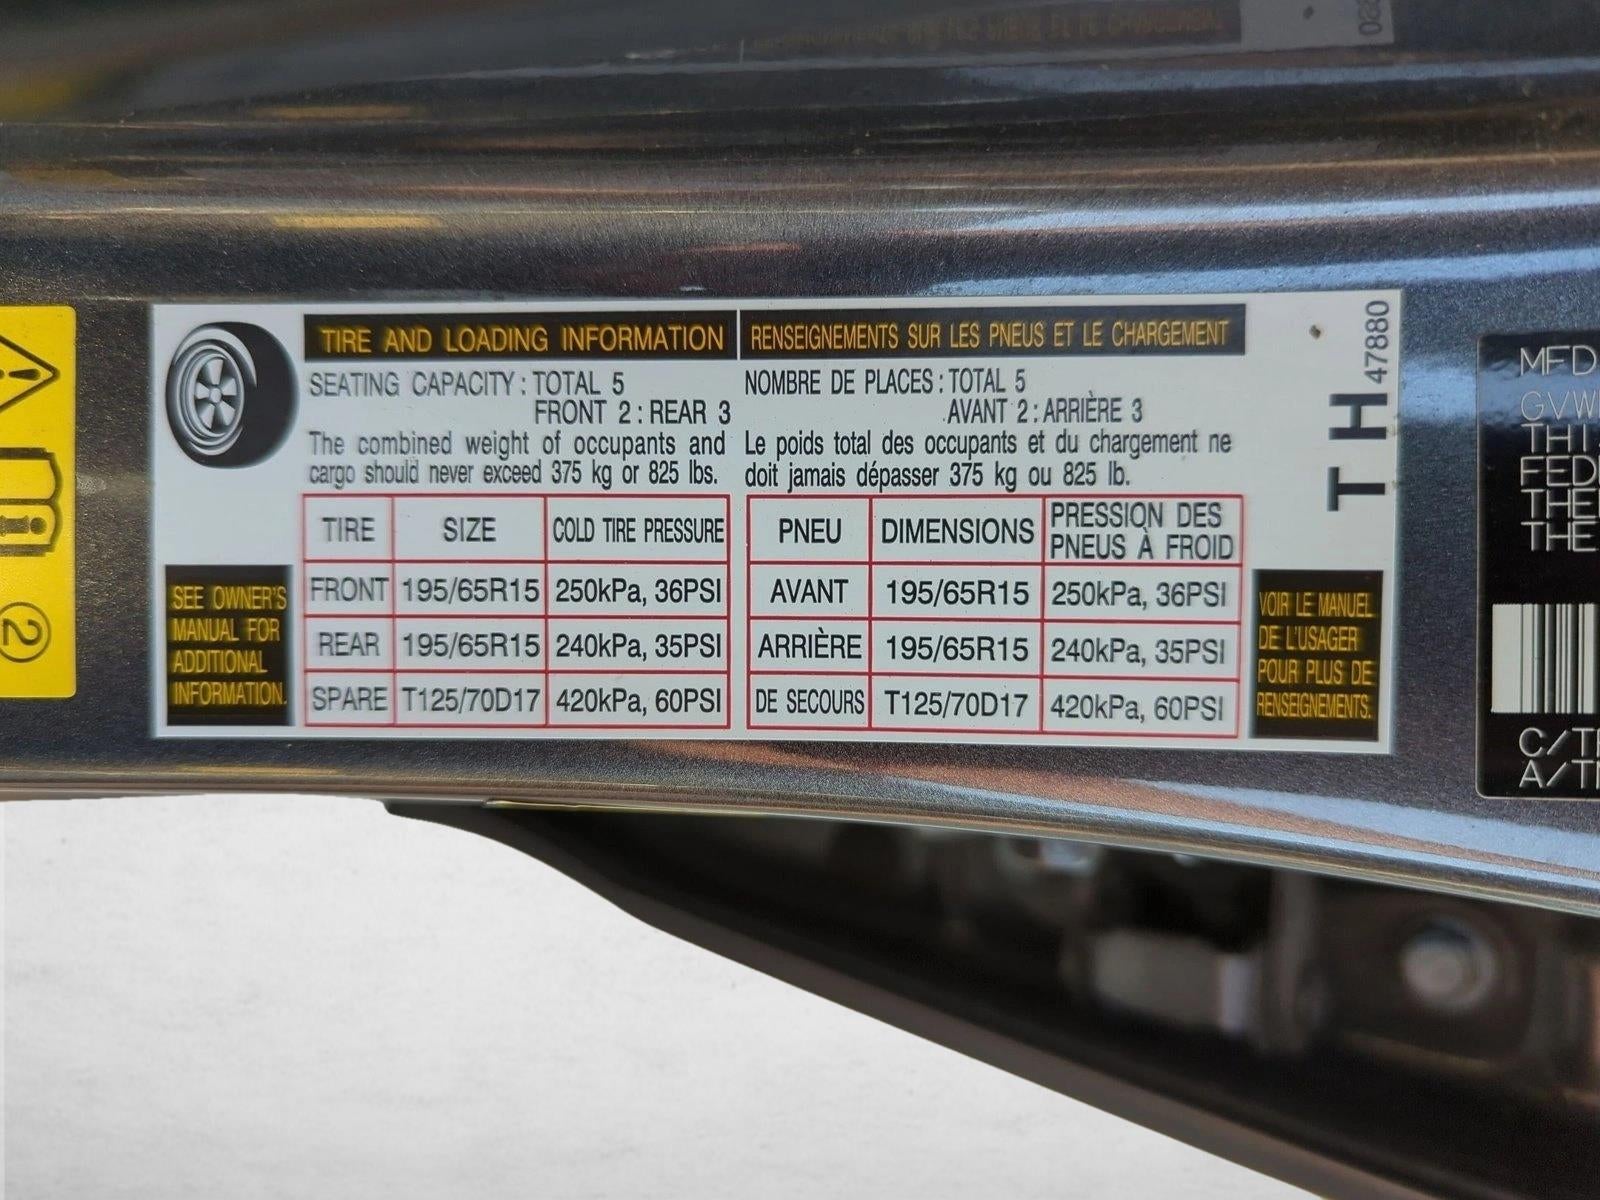 TIRE AND LOADING INFORMATION
SEATING CAPACITY : TOTAL 5
FRONT 2 : REAR 3
The combined weight of occupants and
cargo should never exceed 375 kg or 825 lbs.
TIRE SIZE COLD TIRE PRESSURE
FRONT 195/65R15 250kPa, 36PSI
REAR 195/65R15 240kPa, 35PSI
SPARE T125/70D17 420kPa, 60PSI
SEE OWNER'S
MANUAL FOR
ADDITIONAL
INFORMATION.
RENSEIGNEMENTS SUR LES PNEUS ET LE CHARGEMENT
NOMBRE DE PLACES : TOTAL 5
AVANT 2 : ARRIÈRE 3
Le poids total des occupants et du chargement ne
doit jamais dépasser 375 kg ou 825 lb.
PNEU DIMENSIONS PRESSION DES
PNEUS À FROID
AVANT 195/65R15 250kPa, 36PSI
ARRIÈRE 195/65R15 240kPa, 35PSI
DE SECOURS T125/70D17 420kPa, 60PSI
VOIR LE MANUEL
DE L'USAGER
POUR PLUS DE
RENSEIGNEMENTS.
T H 47880
2
MFD
THE
C/T
A/T